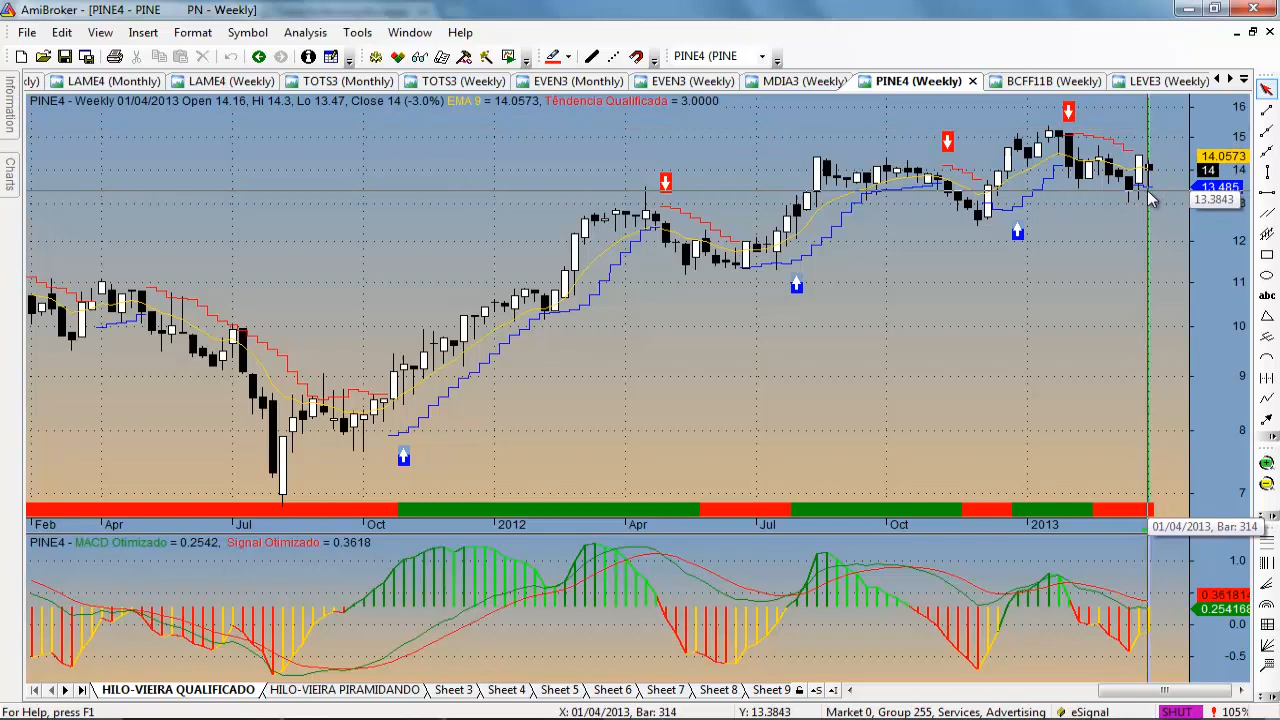 AmiBroker - [PINE4 - PINE PN - Weekly]
File Edit View Insert Format Symbol Analysis Tools Window Help
PINE4 (PINE
ly) LAME4 (Monthly) LAME4 (Weekly) TOTS3 (Monthly) TOTS3 (Weekly) EVEN3 (Monthly) EVEN3 (Weekly) MDIA3 (Weekly) PINE4 (Weekly) BCFF11B (Weekly) LEVE3 (Weekly)
Information
Charts
PINE4 - Weekly 01/04/2013 Open 14.16, Hi 14.3, Lo 13.47, Close 14 (-3.0%) EMA 9 = 14.0573, Têndencia Qualificada = 3.0000
16
15
14.0573
14 14
13.485
13.3843
12
11
10
9
8
7
abc
Feb Apr Jul Oct 2012 Apr Jul Oct 2013
01/04/2013, Bar: 314
PINE4 - MACD Otimizado = 0.2542, Signal Otimizado = 0.3618
1.0
0.361814
0.254168
0.0
-0.5
HILO-VIEIRA QUALIFICADO HILO-VIEIRA PIRAMIDANDO Sheet 3 Sheet 4 Sheet 5 Sheet 6 Sheet 7 Sheet 8 Sheet 9
For Help, press F1 X: 01/04/2013, Bar: 314 Y: 13.3843 Market 0, Group 255, Services, Advertising eSignal SHUT 105%